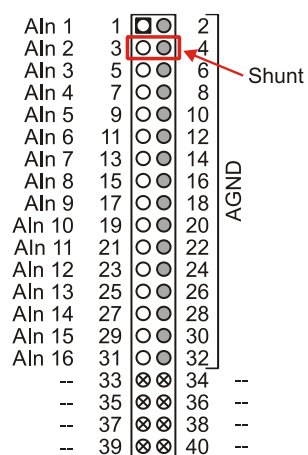 AIn 1 1 2
AIn 2 3 4
AIn 3 5 6
Shunt
AIn 4 7 8
AIn 5 9 10
AIn 6 11 12
AIn 7 13 14
AIn 8 15 16
AIn 9 17 18
AGND
AIn 10 19 20
AIn 11 21 22
AIn 12 23 24
AIn 13 25 26
AIn 14 27 28
AIn 15 29 30
AIn 16 31 32
-- 33 34 --
-- 35 36 --
-- 37 38 --
-- 39 40 --